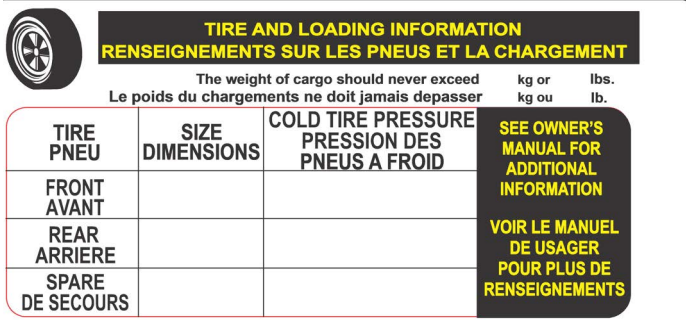 TIRE AND LOADING INFORMATION
RENSEIGNEMENTS SUR LES PNEUS ET LA CHARGEMENT
The weight of cargo should never exceed kg or lbs.
Le poids du chargements ne doit jamais depasser kg ou lb.
TIRE
PNEU
SIZE
DIMENSIONS
COLD TIRE PRESSURE
PRESSION DES
PNEUS A FROID
FRONT
AVANT
REAR
ARRIERE
SPARE
DE SECOURS
SEE OWNER'S
MANUAL FOR
ADDITIONAL
INFORMATION
VOIR LE MANUEL
DE USAGER
POUR PLUS DE
RENSEIGNEMENTS